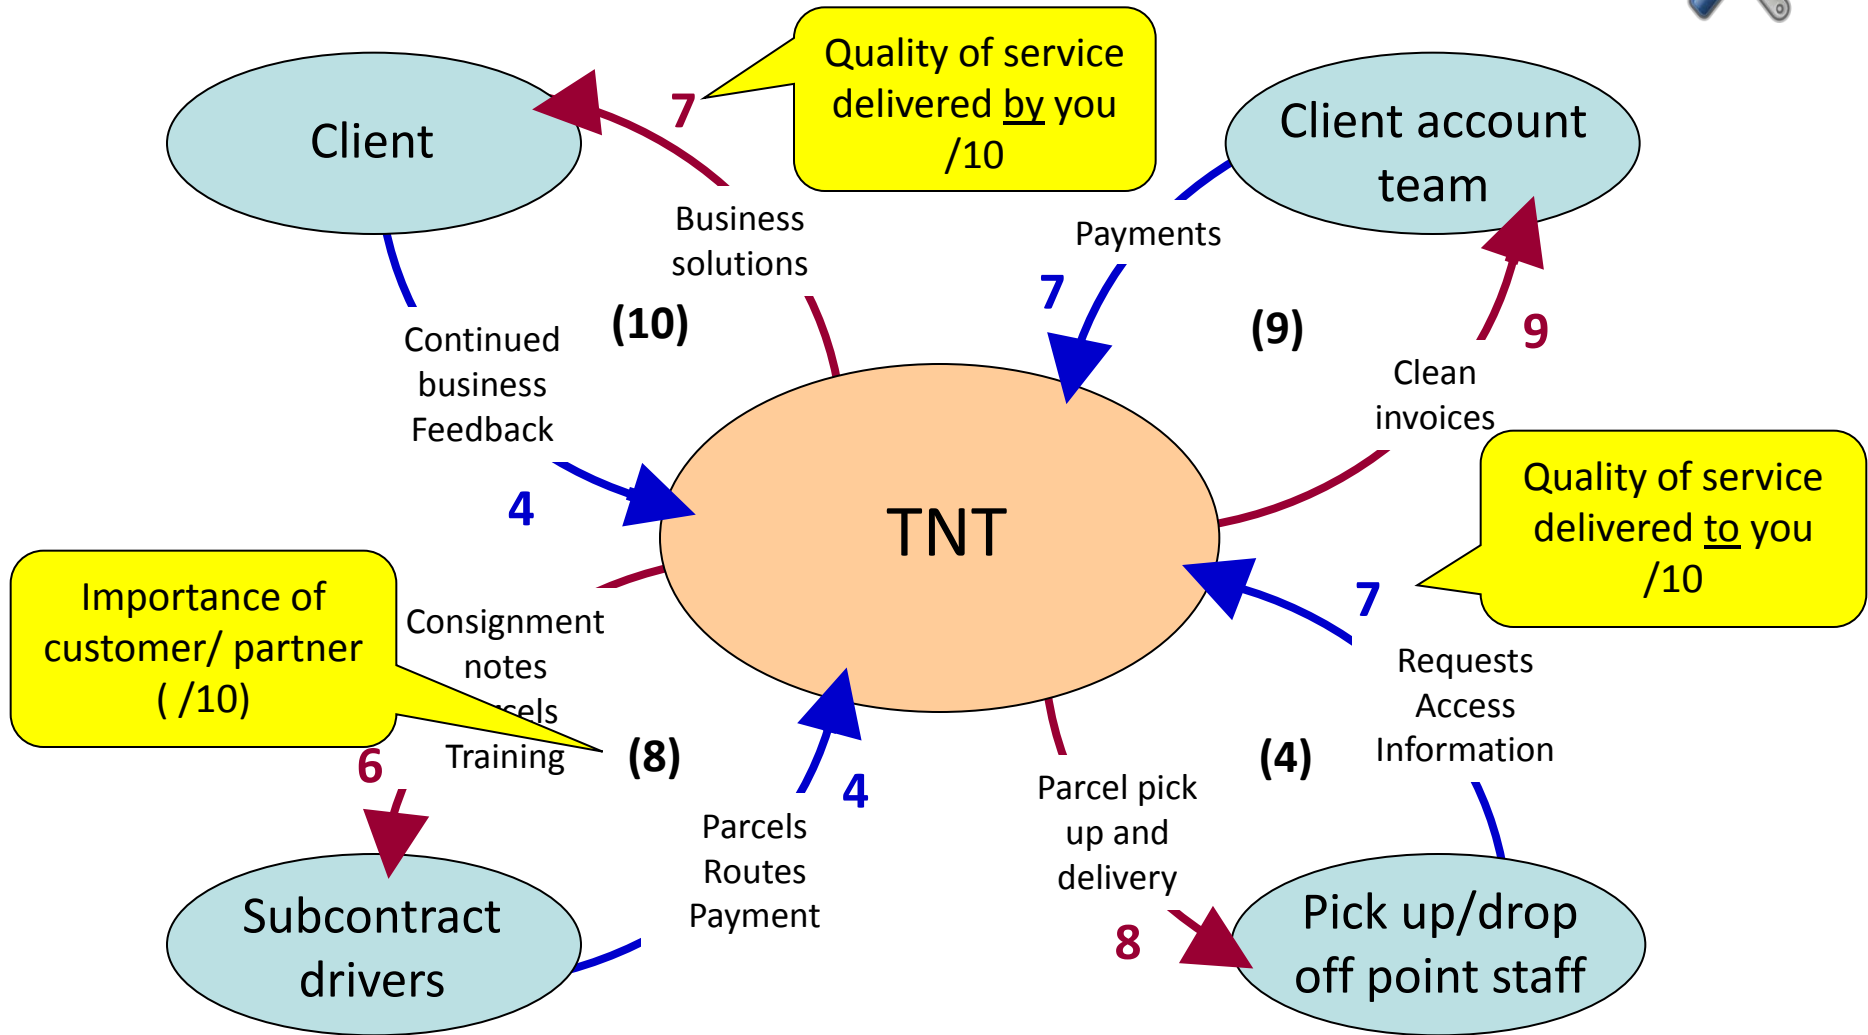 Client
7
Quality of service
delivered by you
/10
Client account
team
Business
solutions
Payments
7
(10)
(9)
9
Continued
business
Feedback
Clean
invoices
4
TNT
Quality of service
delivered to you
/10
Importance of
customer/ partner
( /10)
Consignment
notes
Training
6
(8)
4
7
Requests
Access
Information
(4)
Parcels
Routes
Payment
Parcel pick
up and
delivery
8
Subcontract
drivers
Pick up/drop
off point staff